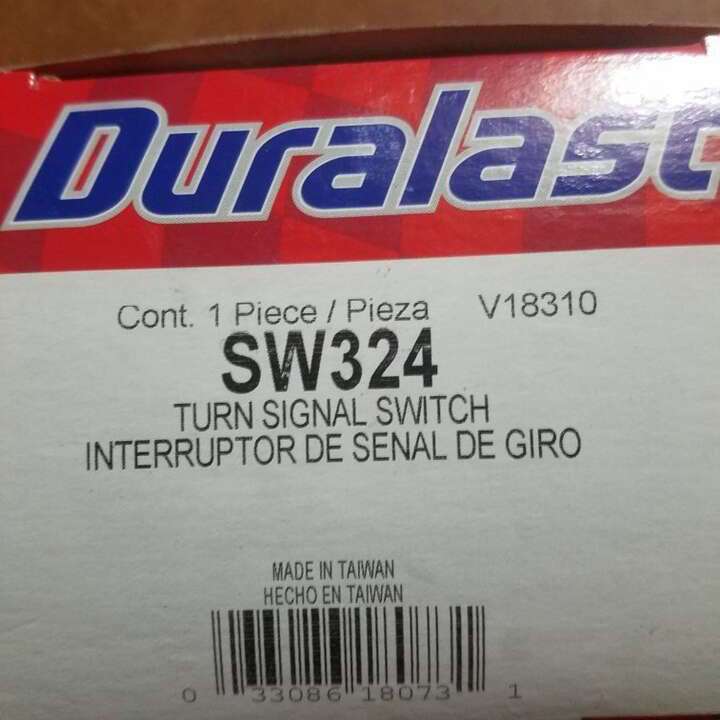 Duralast
Cont. 1 Piece / Pieza V18310
SW324
TURN SIGNAL SWITCH
INTERRUPTOR DE SENAL DE GIRO
MADE IN TAIWAN
HECHO EN TAIWAN
0 33086 18073 1